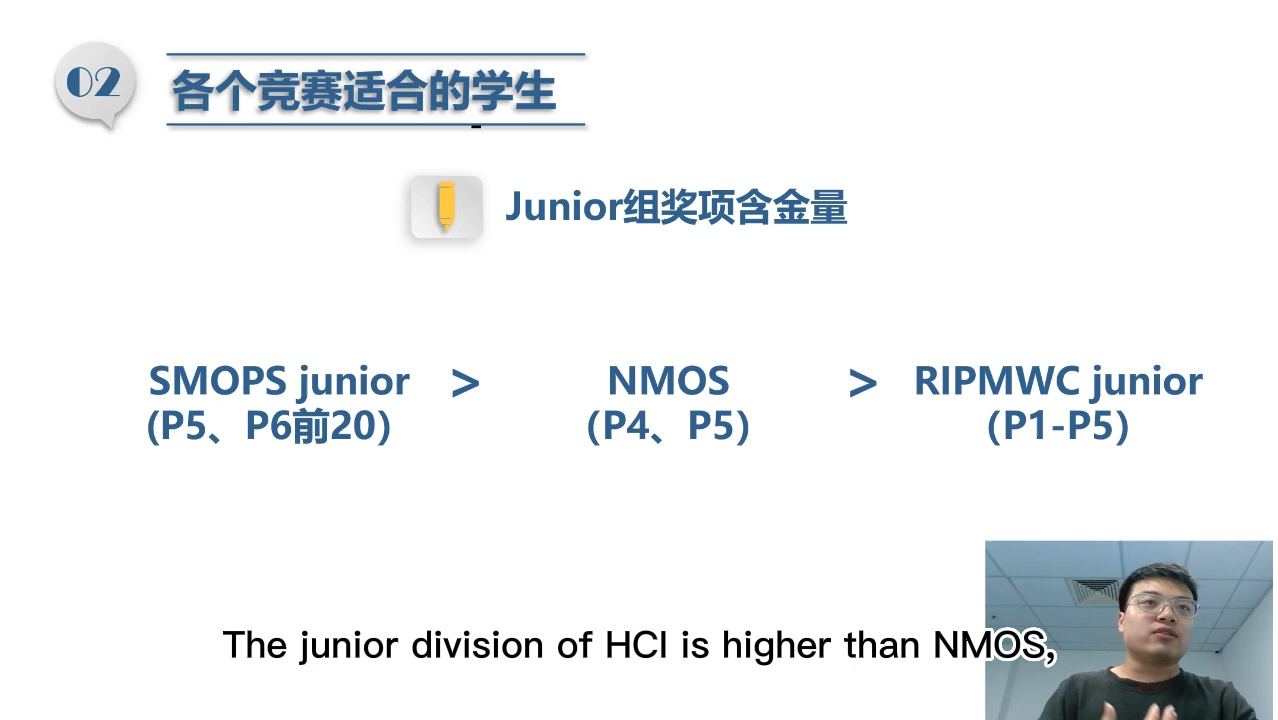 02
各个竞赛适合的学生
Junior组奖项含金量
SMOPS junior > NMOS > RIPMWC junior
(P5、P6前20) (P4、P5) (P1-P5)
The junior division of HCI is higher than NMOS,